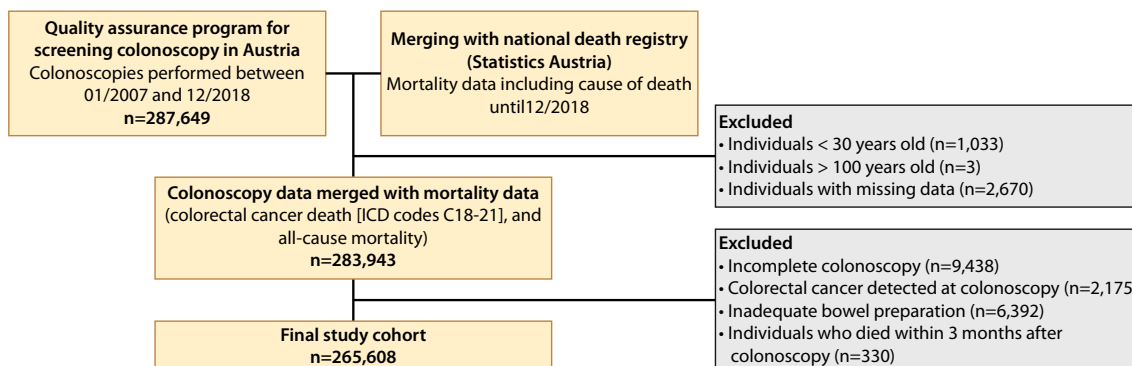 Quality assurance program for
screening colonoscopy in Austria
Colonoscopies performed between
01/2007 and 12/2018
n=287,649
Merging with national death registry
(Statistics Austria)
Mortality data including cause of death
until12/2018
Excluded
• Individuals < 30 years old (n=1,033)
• Individuals > 100 years old (n=3)
• Individuals with missing data (n=2,670)
Colonoscopy data merged with mortality data
(colorectal cancer death [ICD codes C18-21], and
all-cause mortality)
n=283,943
Excluded
• Incomplete colonoscopy (n=9,438)
• Colorectal cancer detected at colonoscopy (n=2,175)
• Inadequate bowel preparation (n=6,392)
• Individuals who died within 3 months after
colonoscopy (n=330)
Final study cohort
n=265,608